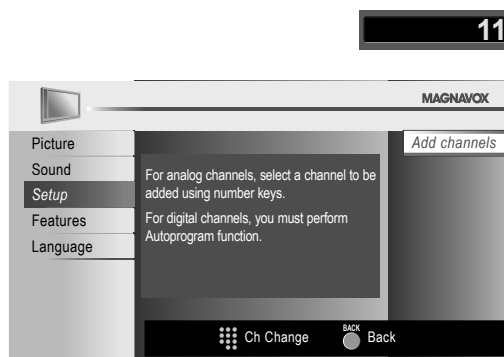 11
MAGNAVOX
Picture
Sound
Setup
Features
Language
Add channels
For analog channels, select a channel to be
added using number keys.
For digital channels, you must perform
Autoprogram function.
Ch Change
BACK
Back